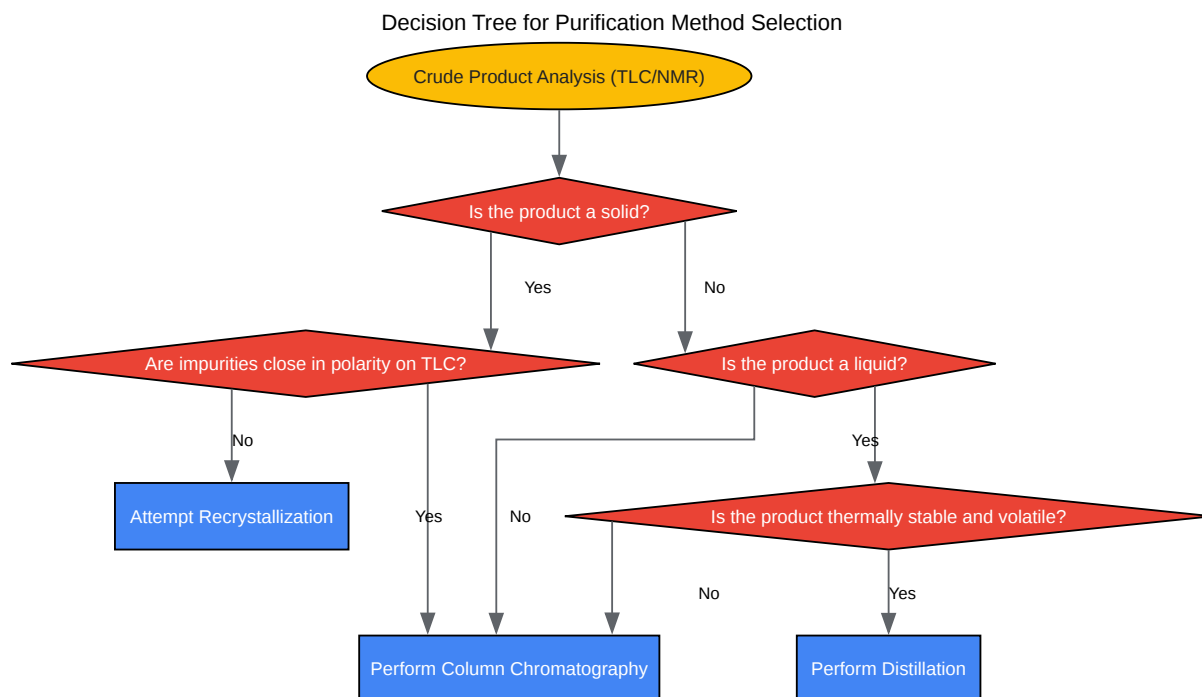 Decision Tree for Purification Method Selection
Crude Product Analysis (TLC/NMR)
Is the product a solid?
Yes
No
Are impurities close in polarity on TLC?
Is the product a liquid?
No
Yes
Attempt Recrystallization
Yes
No
Is the product thermally stable and volatile?
No
Yes
Perform Column Chromatography
Perform Distillation